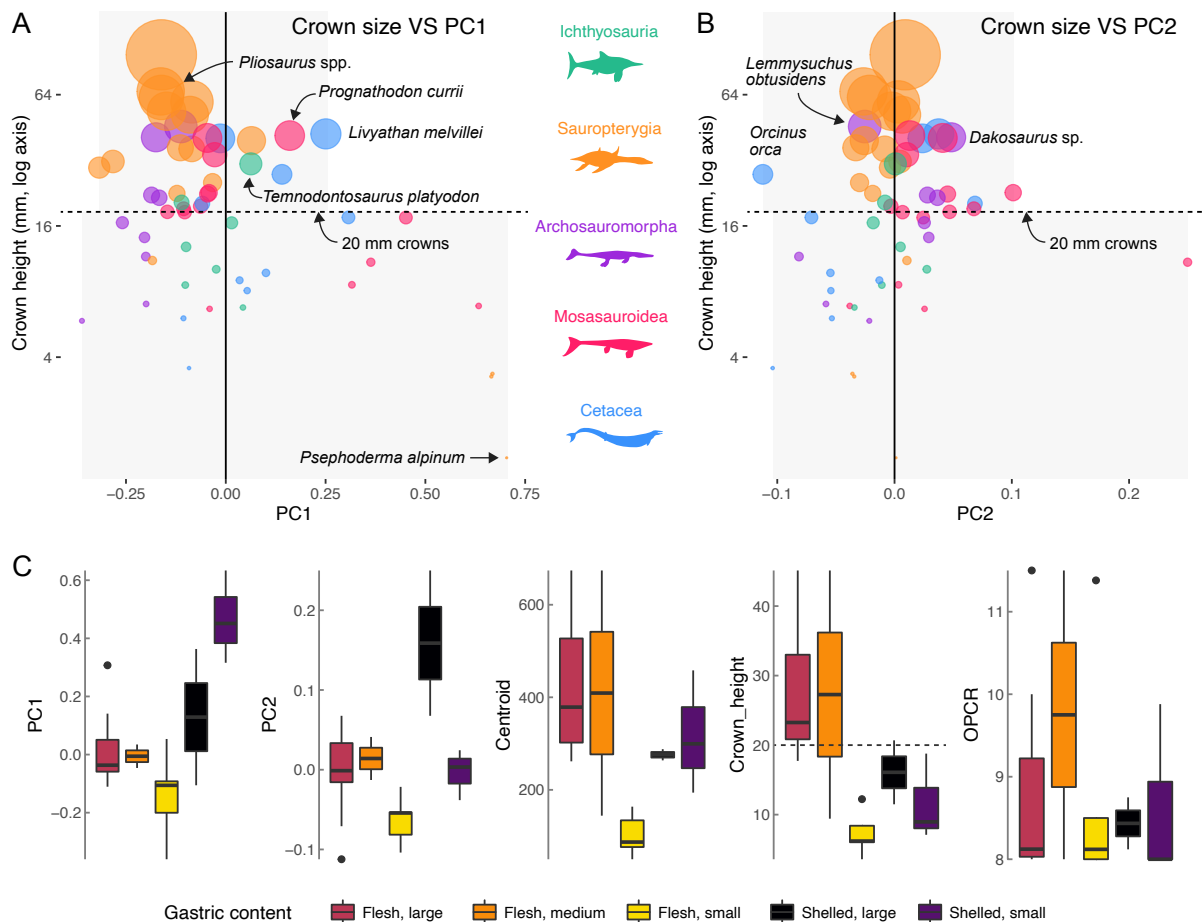 A
Crown size VS PC1
Pliosaurus spp.
Prognathodon currii
Livyathan melvillei
Temnodontosaurus platyodon
20 mm crowns
Psephoderma alpinum
Crown height (mm, log axis)
64
16
4
−0.25
0.00
0.25
0.50
0.75
PC1
Ichthyosauria
Sauropterygia
Archosauromorpha
Mosasauroidea
Cetacea
B
Crown size VS PC2
Lemmysuchus
obtusidens
Orcinus
orca
Dakosaurus sp.
20 mm crowns
Crown height (mm, log axis)
64
16
4
−0.1
0.0
0.1
0.2
PC2
C
PC1
0.6
0.4
0.2
0.0
−0.2
PC2
0.2
0.1
0.0
−0.1
Centroid
600
400
200
Crown_height
40
30
20
10
OPCR
11
10
9
8
Gastric content
Flesh, large
Flesh, medium
Flesh, small
Shelled, large
Shelled, small